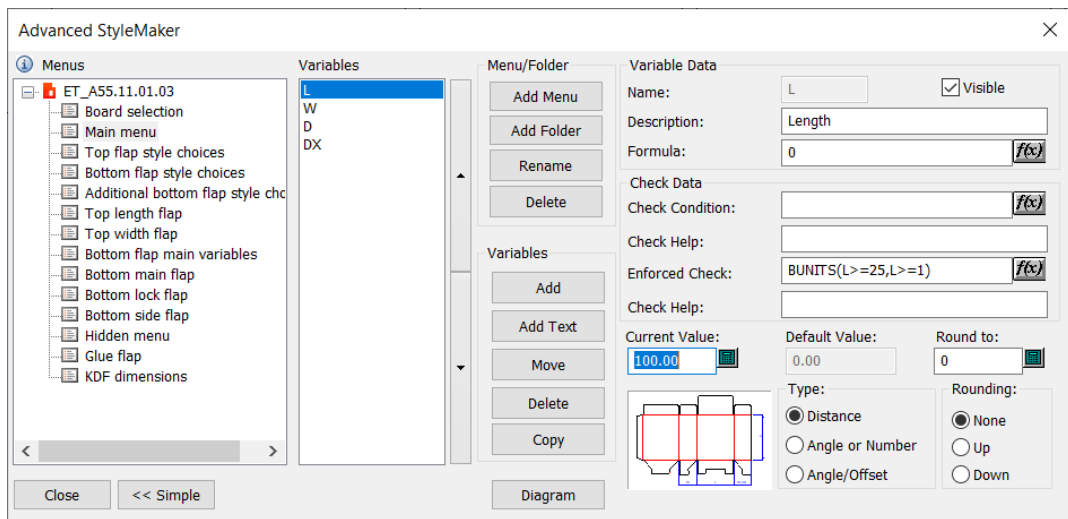 Advanced StyleMaker
Menus
ET_A55.11.01.03
Board selection
Main menu
Top flap style choices
Bottom flap style choices
Additional bottom flap style cho
Top length flap
Top width flap
Bottom flap main variables
Bottom main flap
Bottom lock flap
Bottom side flap
Hidden menu
Glue flap
KDF dimensions
Variables
L
W
D
DX
Menu/Folder
Add Menu
Add Folder
Rename
Delete
Variables
Add
Add Text
Move
Delete
Copy
Diagram
Variable Data
Name: L Visible
Description: Length
Formula: 0 f(x)
Check Data
Check Condition: f(x)
Check Help:
Enforced Check: BUNITS(L>=25,L>=1) f(x)
Check Help:
Current Value: Default Value: Round to:
100.00 0.00 0
Type: Rounding:
Distance None
Angle or Number Up
Angle/Offset Down
Close << Simple